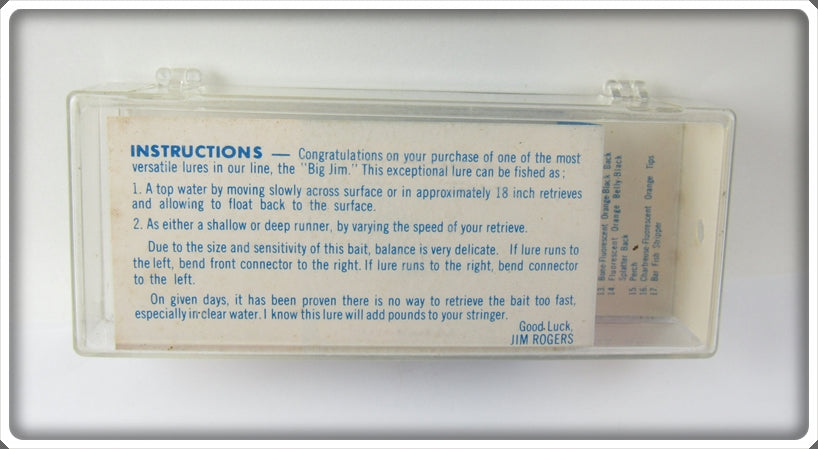 INSTRUCTIONS — Congratulations on your purchase of one of the most
versatile lures in our line, the "Big Jim." This exceptional lure can be fished as:
1. A top water by moving slowly across surface or in approximately 18 inch retrieves
and allowing to float back to the surface.
2. As either a shallow or deep runner, by varying the speed of your retrieve.
Due to the size and sensitivity of this bait, balance is very delicate. If lure runs to
the left, bend front connector to the right. If lure runs to the right, bend connector
to the left.
On given days, it has been proven there is no way to retrieve the bait too fast,
especially in clear water. I know this lure will add pounds to your stringer.
Good Luck,
JIM ROGERS
13. Bone-Fluorescent, Orange-Black Back
14. Fluorescent Orange Belly-Black
Splatter Back
15. Perch
16. Chartreuse-Fluorescent Orange Tips
17. Bar Fish Stripper